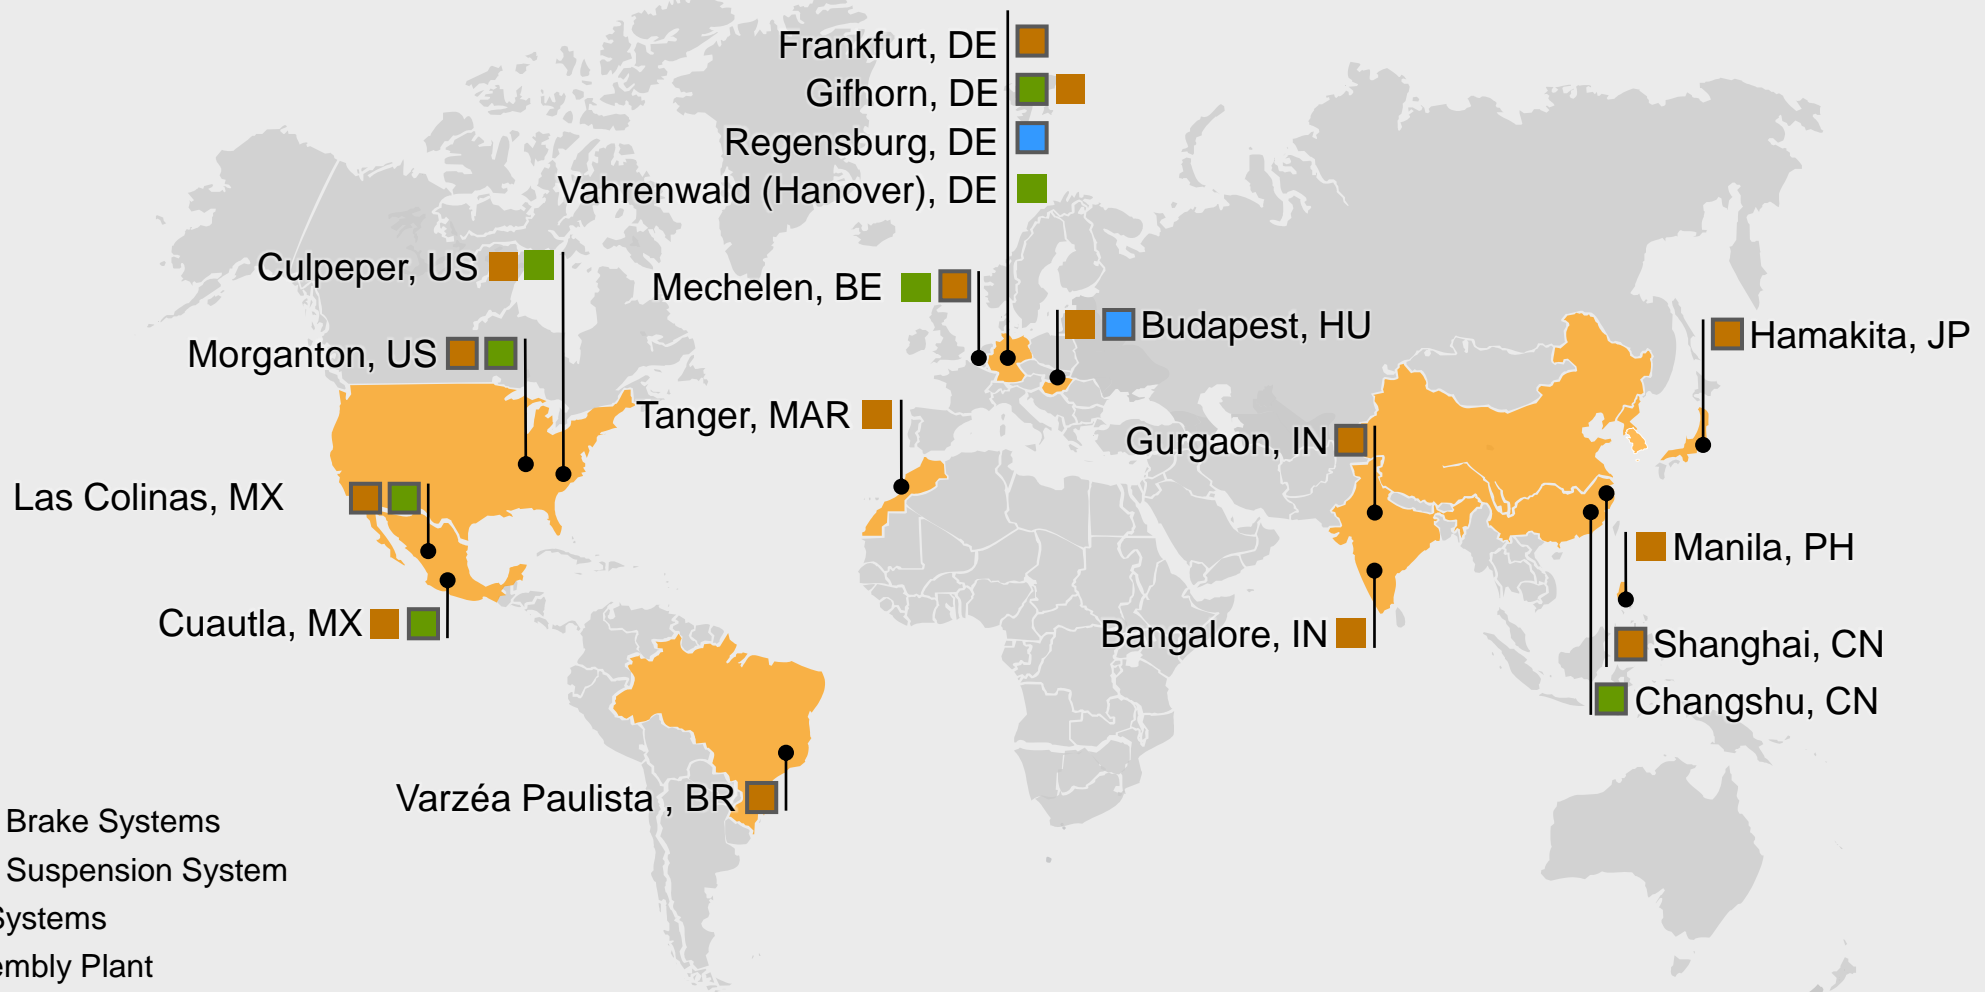 Frankfurt, DE
Gifhorn, DE
Regensburg, DE
Vahrenwald (Hanover), DE
Culpeper, US
Mechelen, BE
Budapest, HU
Hamakita, JP
Morganton, US
Tanger, MAR
Gurgaon, IN
Las Colinas, MX
Manila, PH
Cuautla, MX
Bangalore, IN
Shanghai, CN
Changshu, CN
Varzéa Paulista , BR
Brake Systems
Suspension System
Systems
Plant